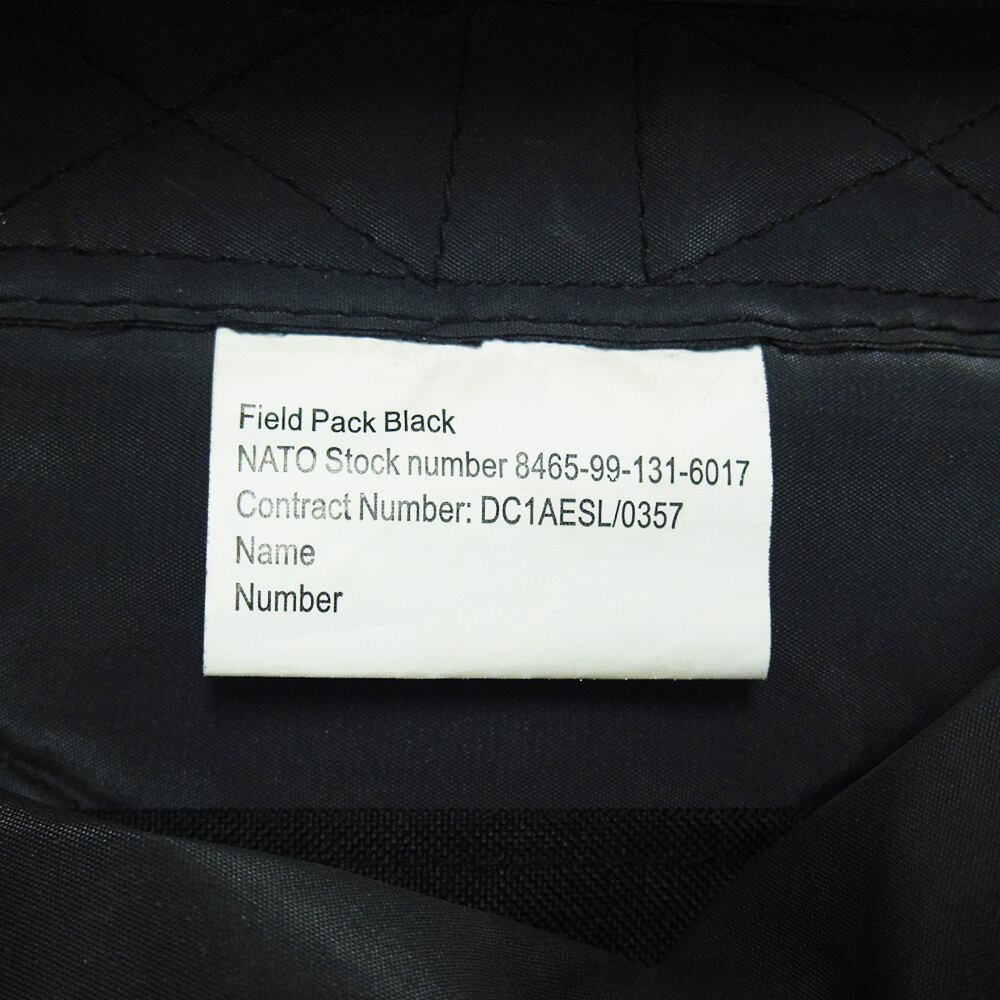 Field Pack Black
NATO Stock number 8465-99-131-6017
Contract Number: DC1AESL/0357
Name
Number